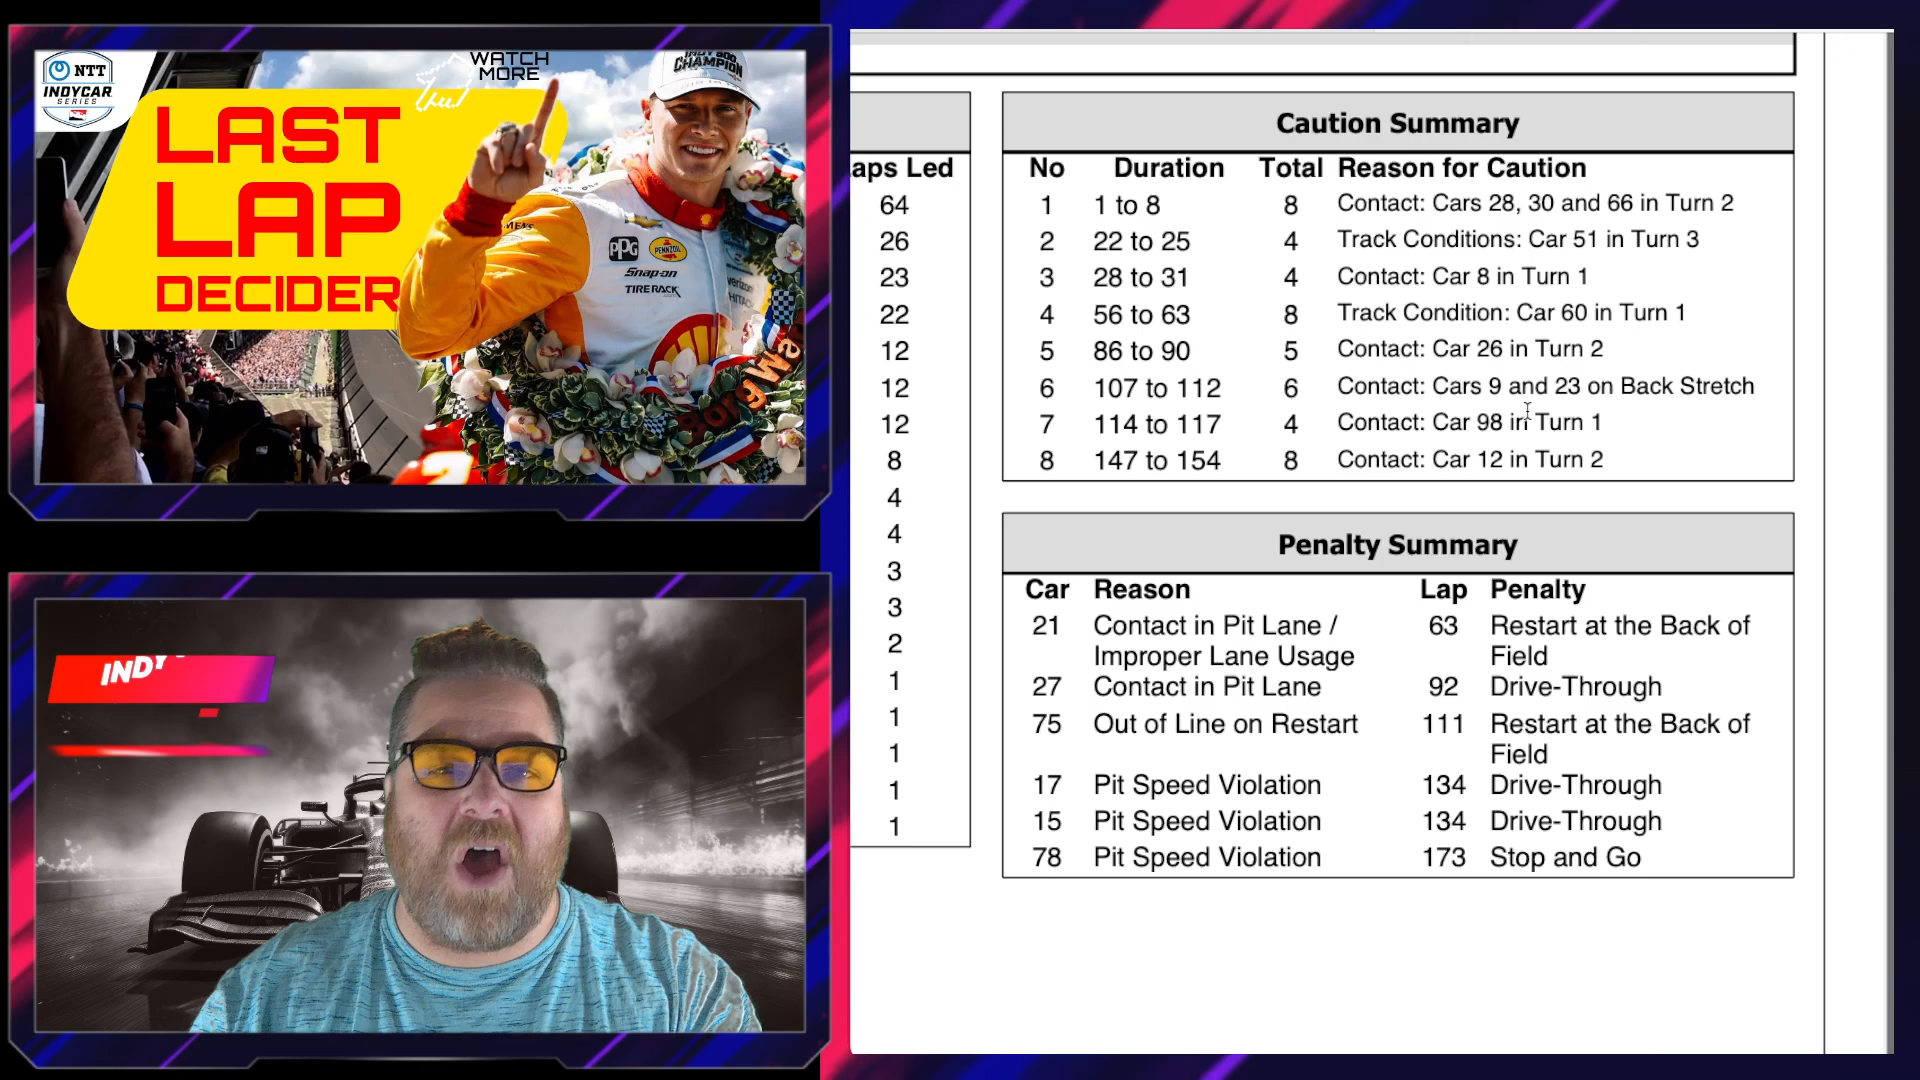 NTT
INDYCAR
SERIES
WATCH
MORE
LAST
LAP
DECIDER
INDY 500
CHAMPION
PPG
PENNZOIL
Snap-on
TIRE RACK
verizon
Borg Wa
INDY
aps Led
64
26
23
22
12
12
12
8
4
4
3
3
2
1
1
1
1
1
Caution Summary
No Duration Total Reason for Caution
1 1 to 8 8 Contact: Cars 28, 30 and 66 in Turn 2
2 22 to 25 4 Track Conditions: Car 51 in Turn 3
3 28 to 31 4 Contact: Car 8 in Turn 1
4 56 to 63 8 Track Condition: Car 60 in Turn 1
5 86 to 90 5 Contact: Car 26 in Turn 2
6 107 to 112 6 Contact: Cars 9 and 23 on Back Stretch
7 114 to 117 4 Contact: Car 98 in Turn 1
8 147 to 154 8 Contact: Car 12 in Turn 2
Penalty Summary
Car Reason Lap Penalty
21 Contact in Pit Lane / 63 Restart at the Back of
Improper Lane Usage Field
27 Contact in Pit Lane 92 Drive-Through
75 Out of Line on Restart 111 Restart at the Back of
Field
17 Pit Speed Violation 134 Drive-Through
15 Pit Speed Violation 134 Drive-Through
78 Pit Speed Violation 173 Stop and Go